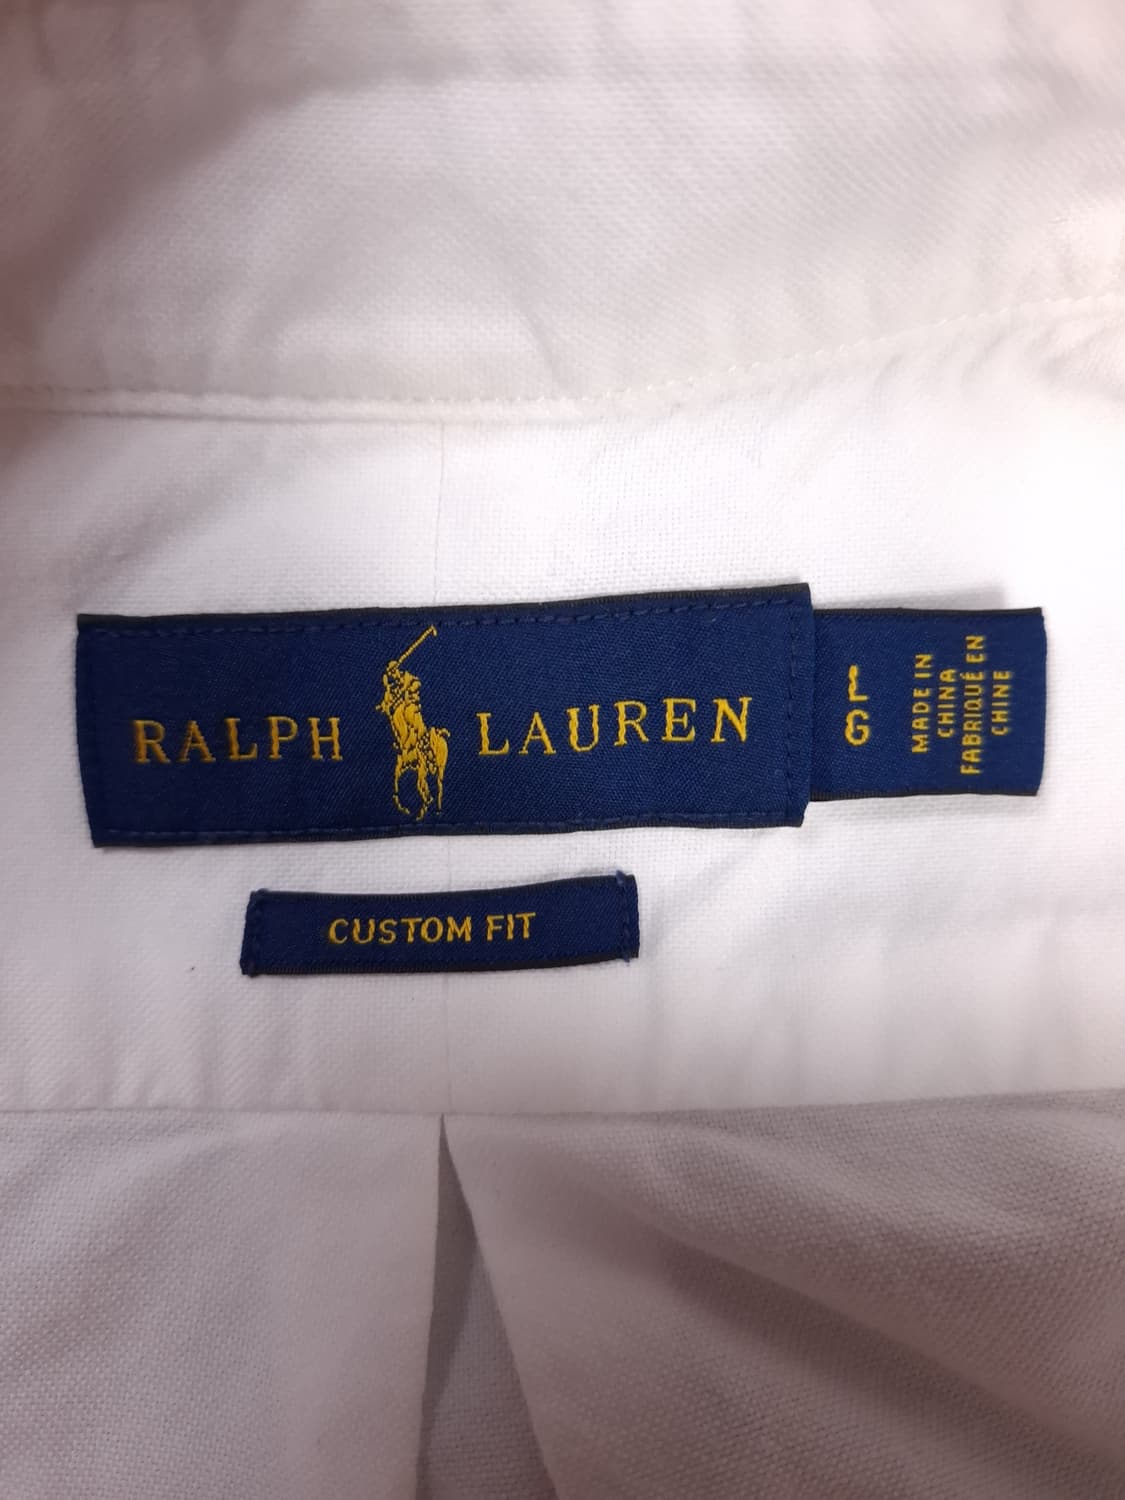 RALPH LAUREN
L
G
MADE IN
CHINA
FABRIQUÉ EN
CHINE
CUSTOM FIT